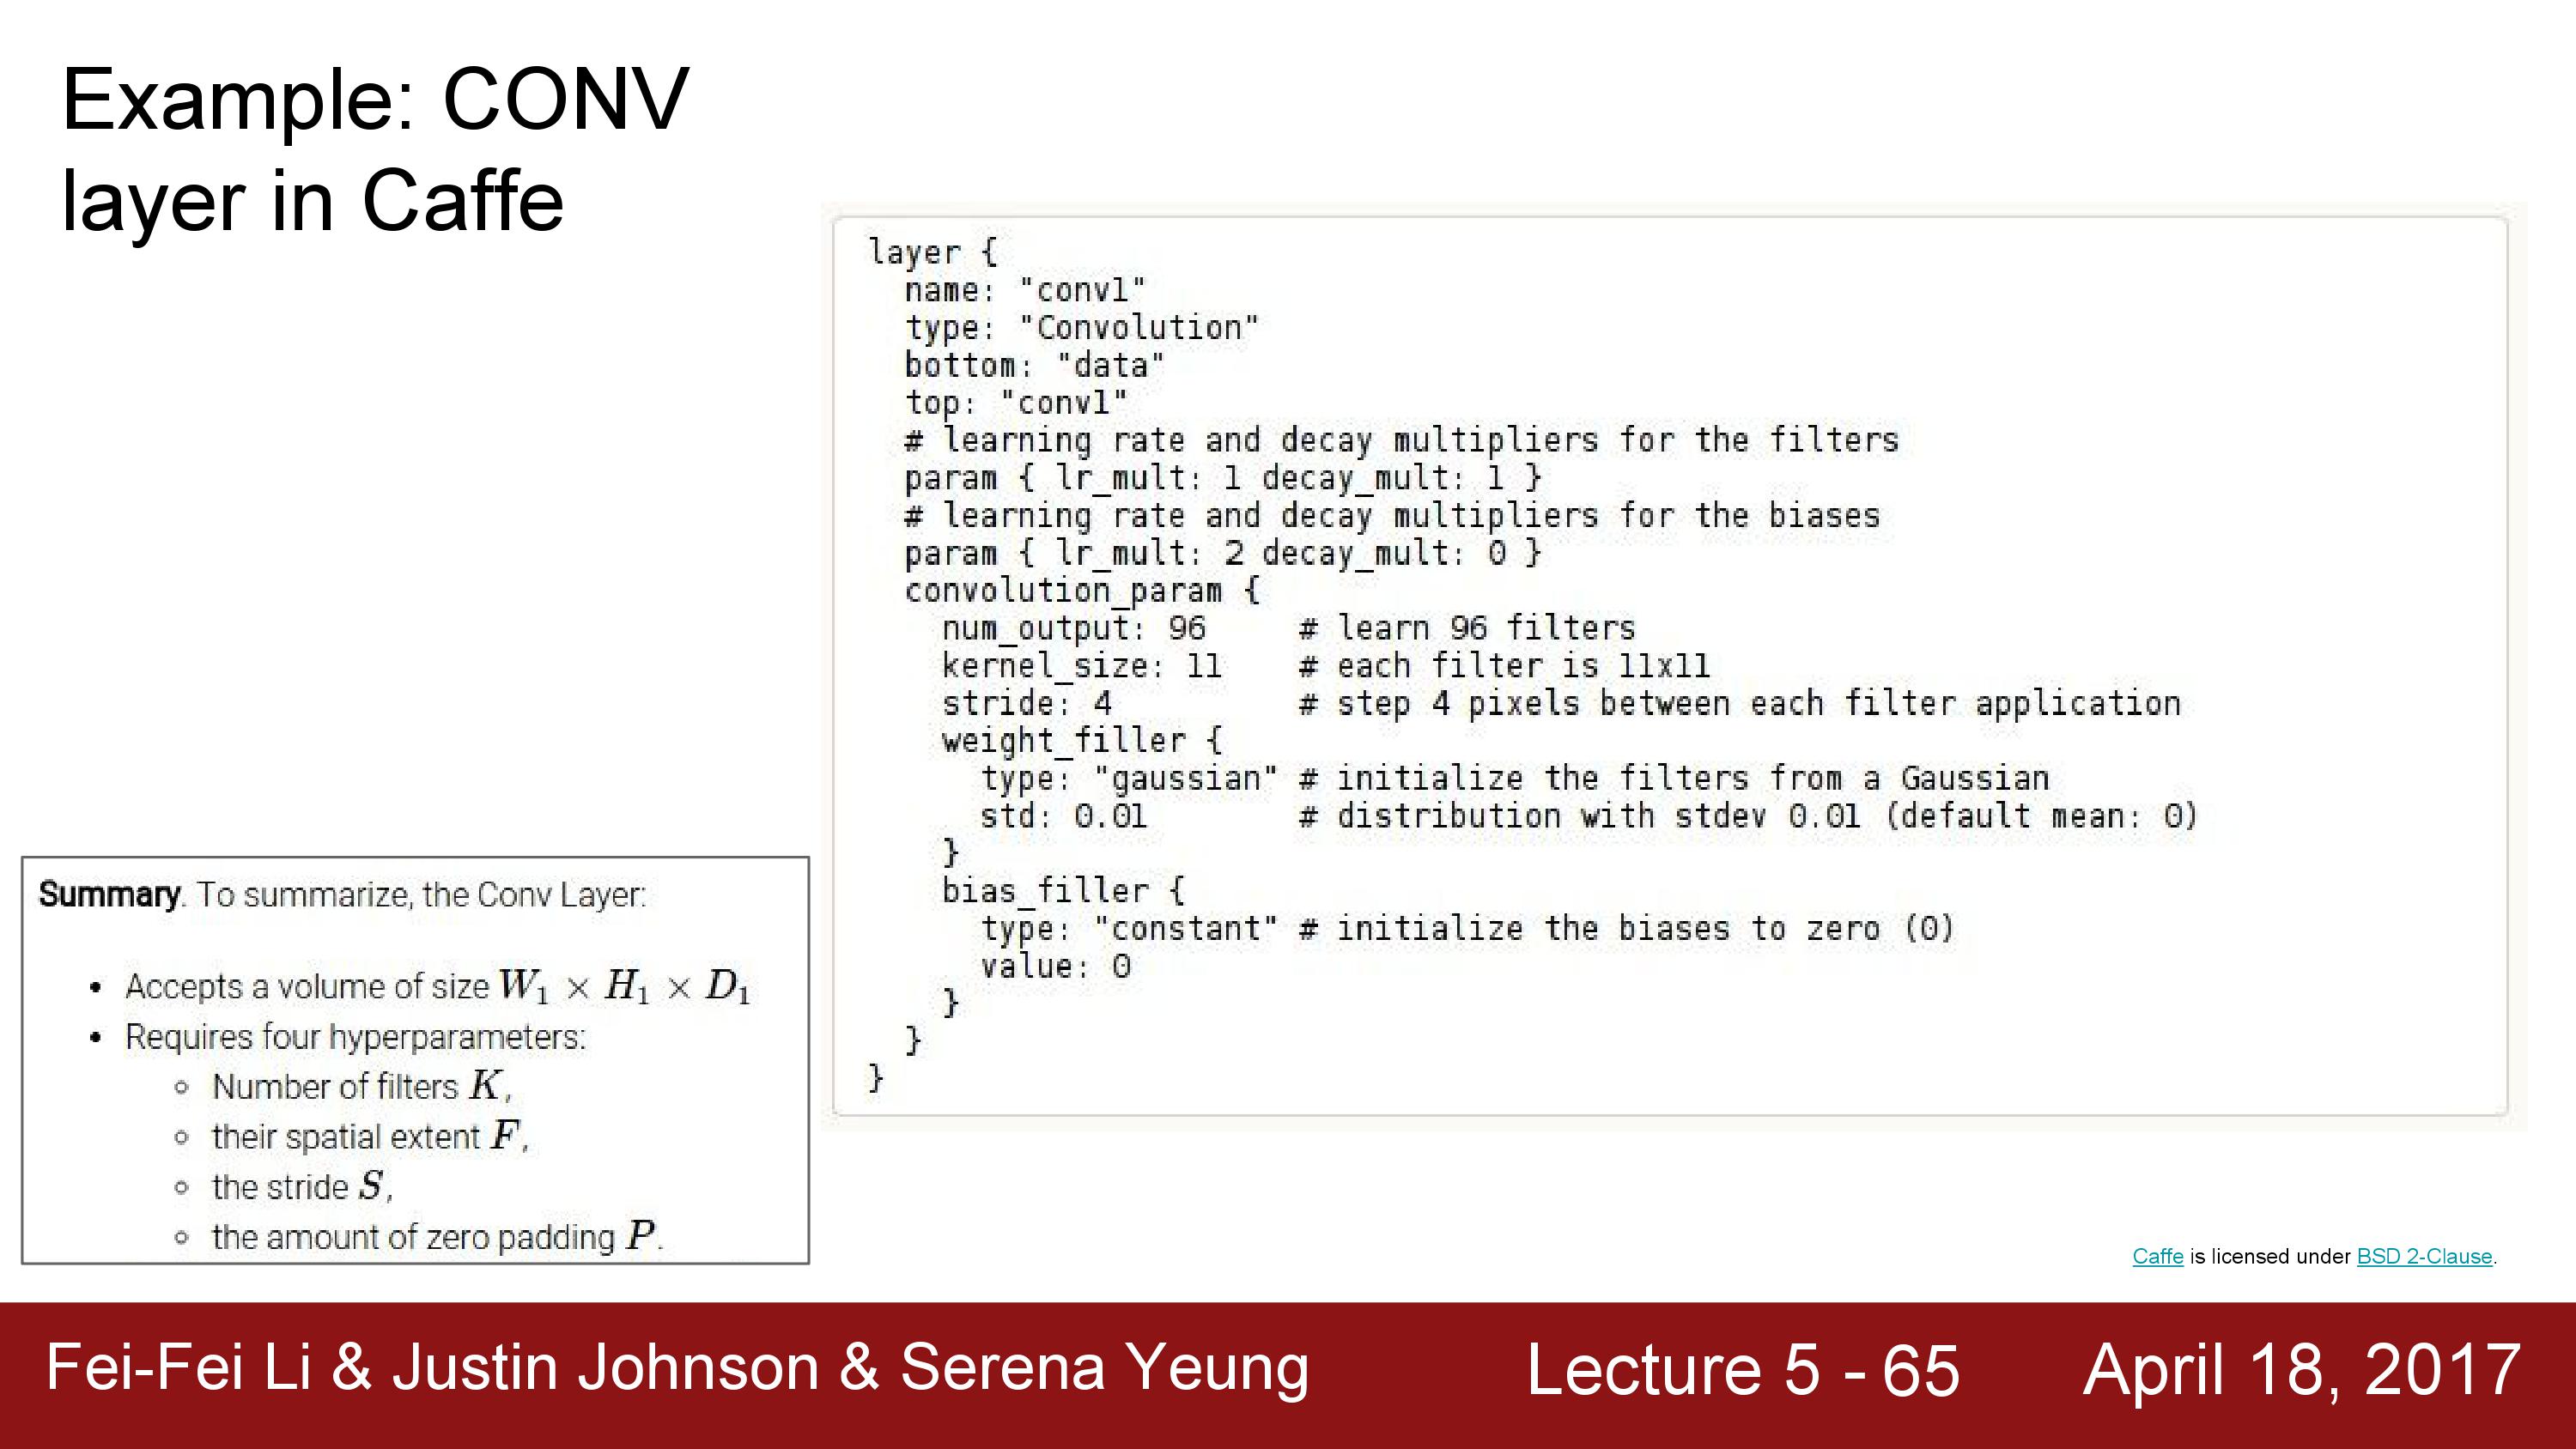 Example: CONV
layer in Caffe
layer {
  name: "conv1"
  type: "Convolution"
  bottom: "data"
  top: "conv1"
  # learning rate and decay multipliers for the filters
  param { lr_mult: 1 decay_mult: 1 }
  # learning rate and decay multipliers for the biases
  param { lr_mult: 2 decay_mult: 0 }
  convolution_param {
    num_output: 96     # learn 96 filters
    kernel_size: 11    # each filter is 11x11
    stride: 4          # step 4 pixels between each filter application
    weight_filler {
      type: "gaussian" # initialize the filters from a Gaussian
      std: 0.01        # distribution with stdev 0.01 (default mean: 0)
    }
    bias_filler {
      type: "constant" # initialize the biases to zero (0)
      value: 0
    }
  }
}
Summary. To summarize, the Conv Layer:
• Accepts a volume of size W₁ × H₁ × D₁
• Requires four hyperparameters:
◦ Number of filters K,
◦ their spatial extent F,
◦ the stride S,
◦ the amount of zero padding P.
Caffe is licensed under BSD 2-Clause.
Fei-Fei Li & Justin Johnson & Serena Yeung Lecture 5 - 65 April 18, 2017